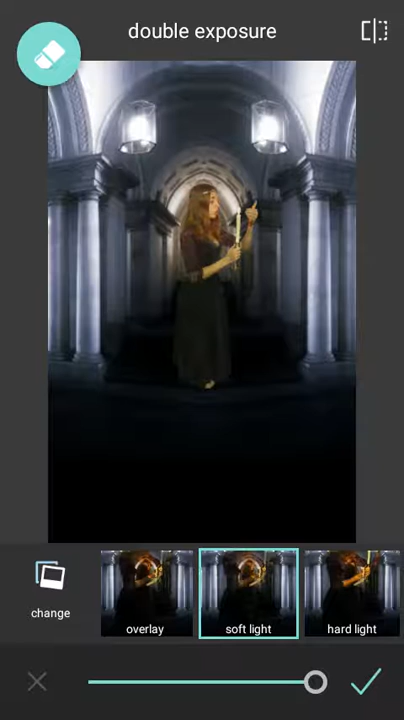 double exposure
change
overlay
soft light
hard light